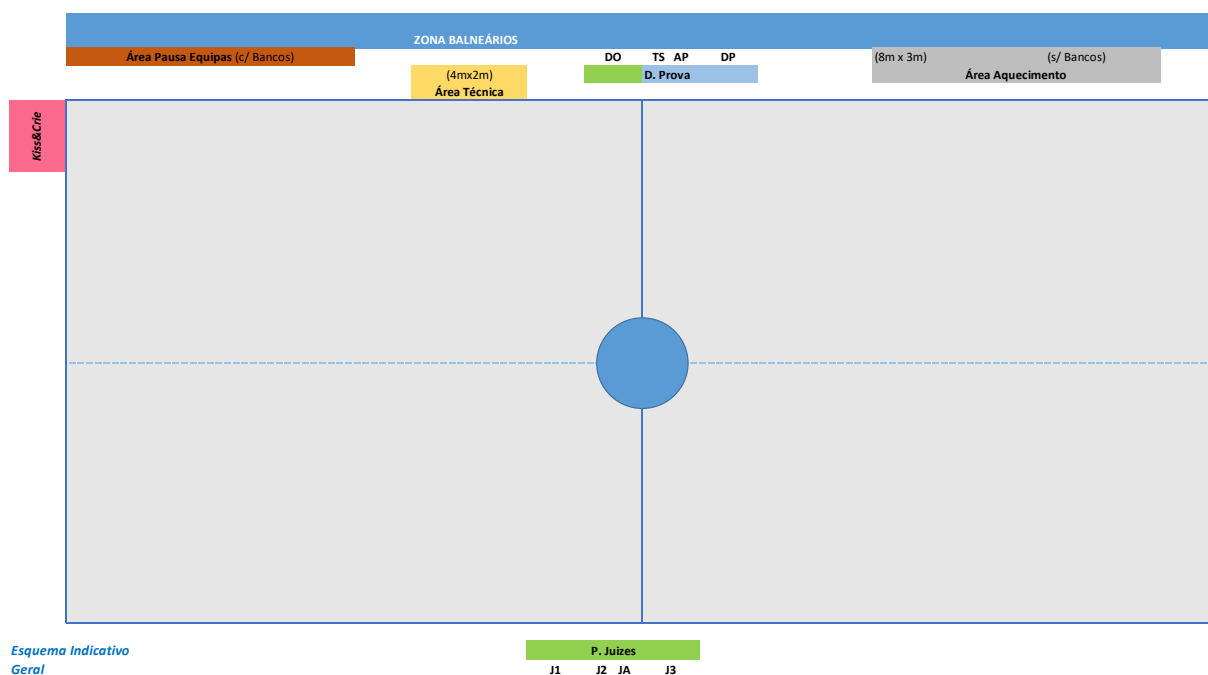 ZONA BALNEÁRIOS
Área Pausa Equipas (c/ Bancos)
DO TS AP DP
(8m x 3m) (s/ Bancos)
(4mx2m)
D. Prova
Área Aquecimento
Área Técnica
Kiss&Crie
Esquema Indicativo
Geral
P. Juizes
J1 J2 JA J3